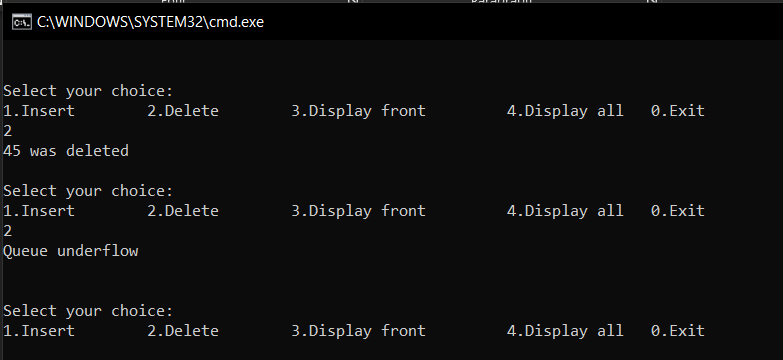 C:\WINDOWS\SYSTEM32\cmd.exe
Select your choice:
1.Insert 2.Delete 3.Display front 4.Display all 0.Exit
2
45 was deleted
Select your choice:
1.Insert 2.Delete 3.Display front 4.Display all 0.Exit
2
Queue underflow
Select your choice:
1.Insert 2.Delete 3.Display front 4.Display all 0.Exit